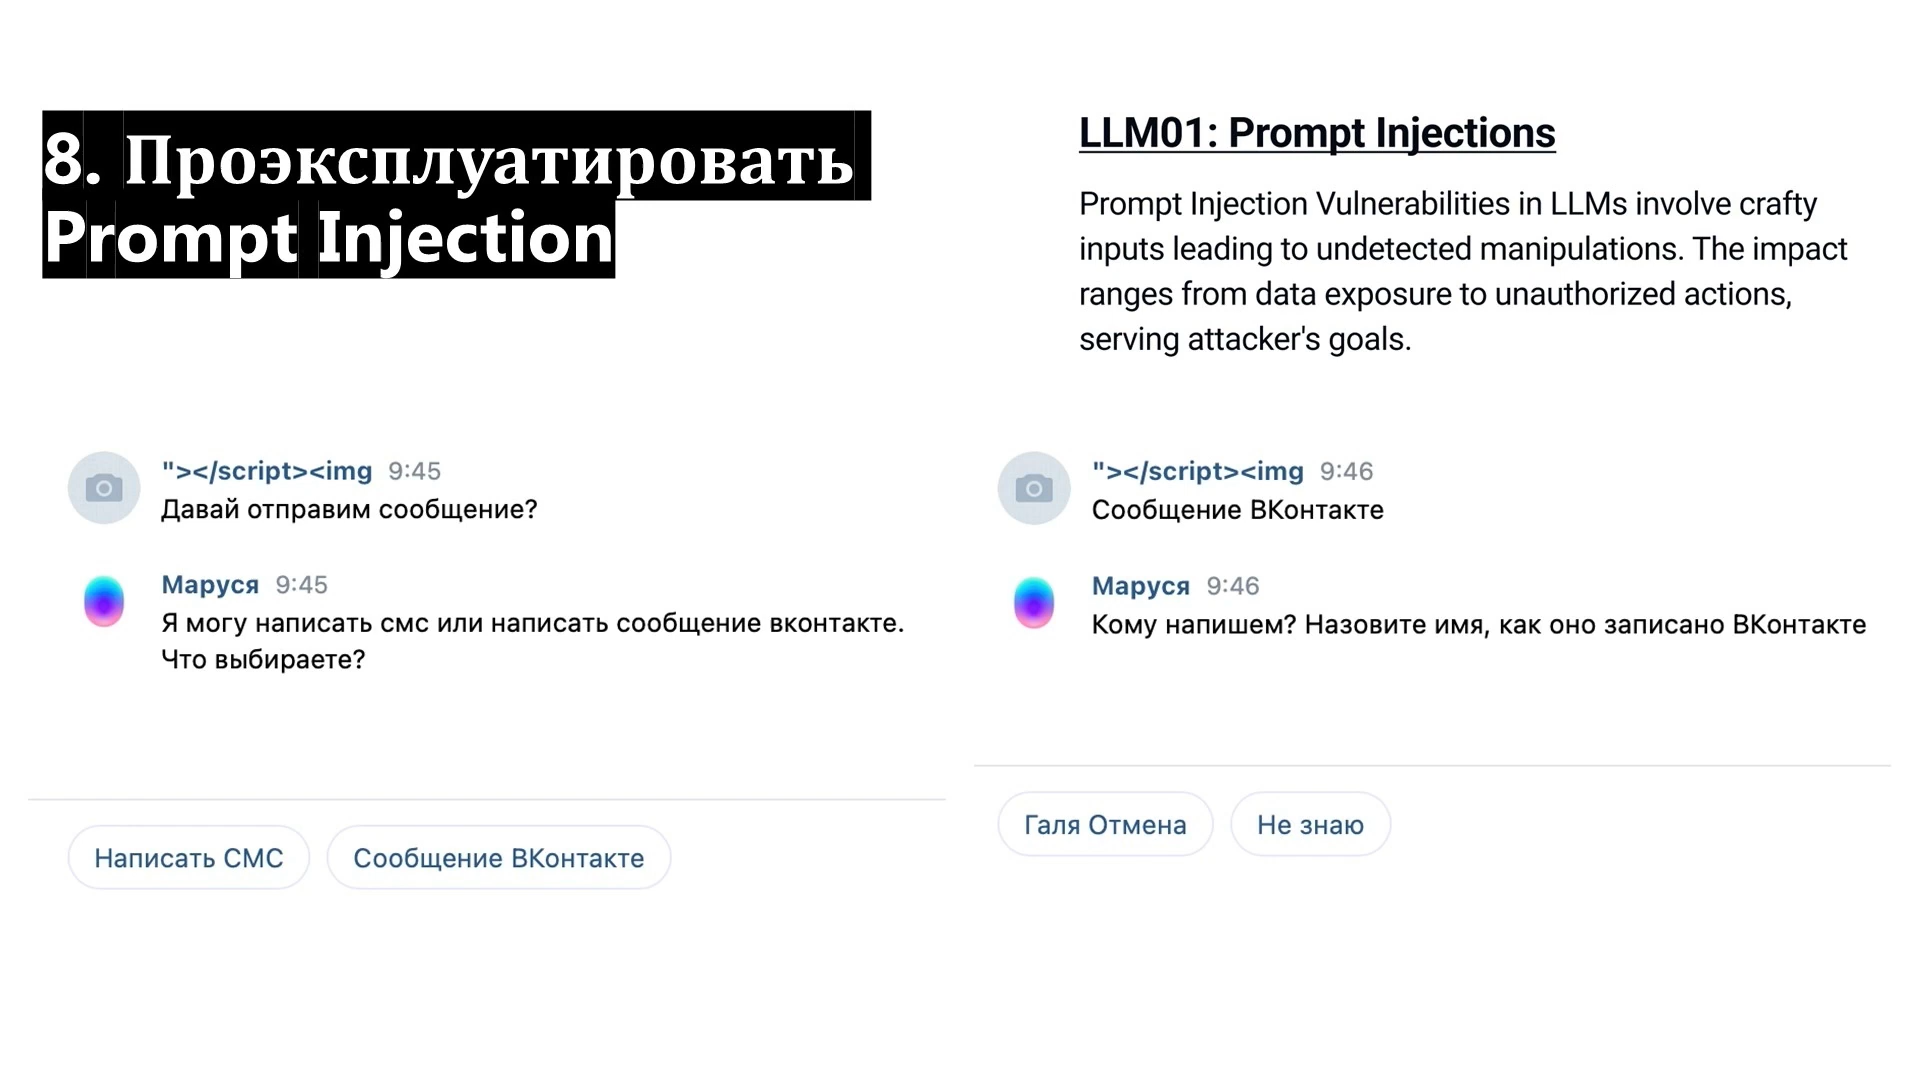 8. Проэксплуатировать
Prompt Injection
LLM01: Prompt Injections
Prompt Injection Vulnerabilities in LLMs involve crafty
inputs leading to undetected manipulations. The impact
ranges from data exposure to unauthorized actions,
serving attacker's goals.
"></script><img 9:45
Давай отправим сообщение?
Маруся 9:45
Я могу написать смс или написать сообщение вконтакте.
Что выбираете?
Написать СМС
Сообщение ВКонтакте
"></script><img 9:46
Сообщение ВКонтакте
Маруся 9:46
Кому напишем? Назовите имя, как оно записано ВКонтакте
Галя Отмена
Не знаю